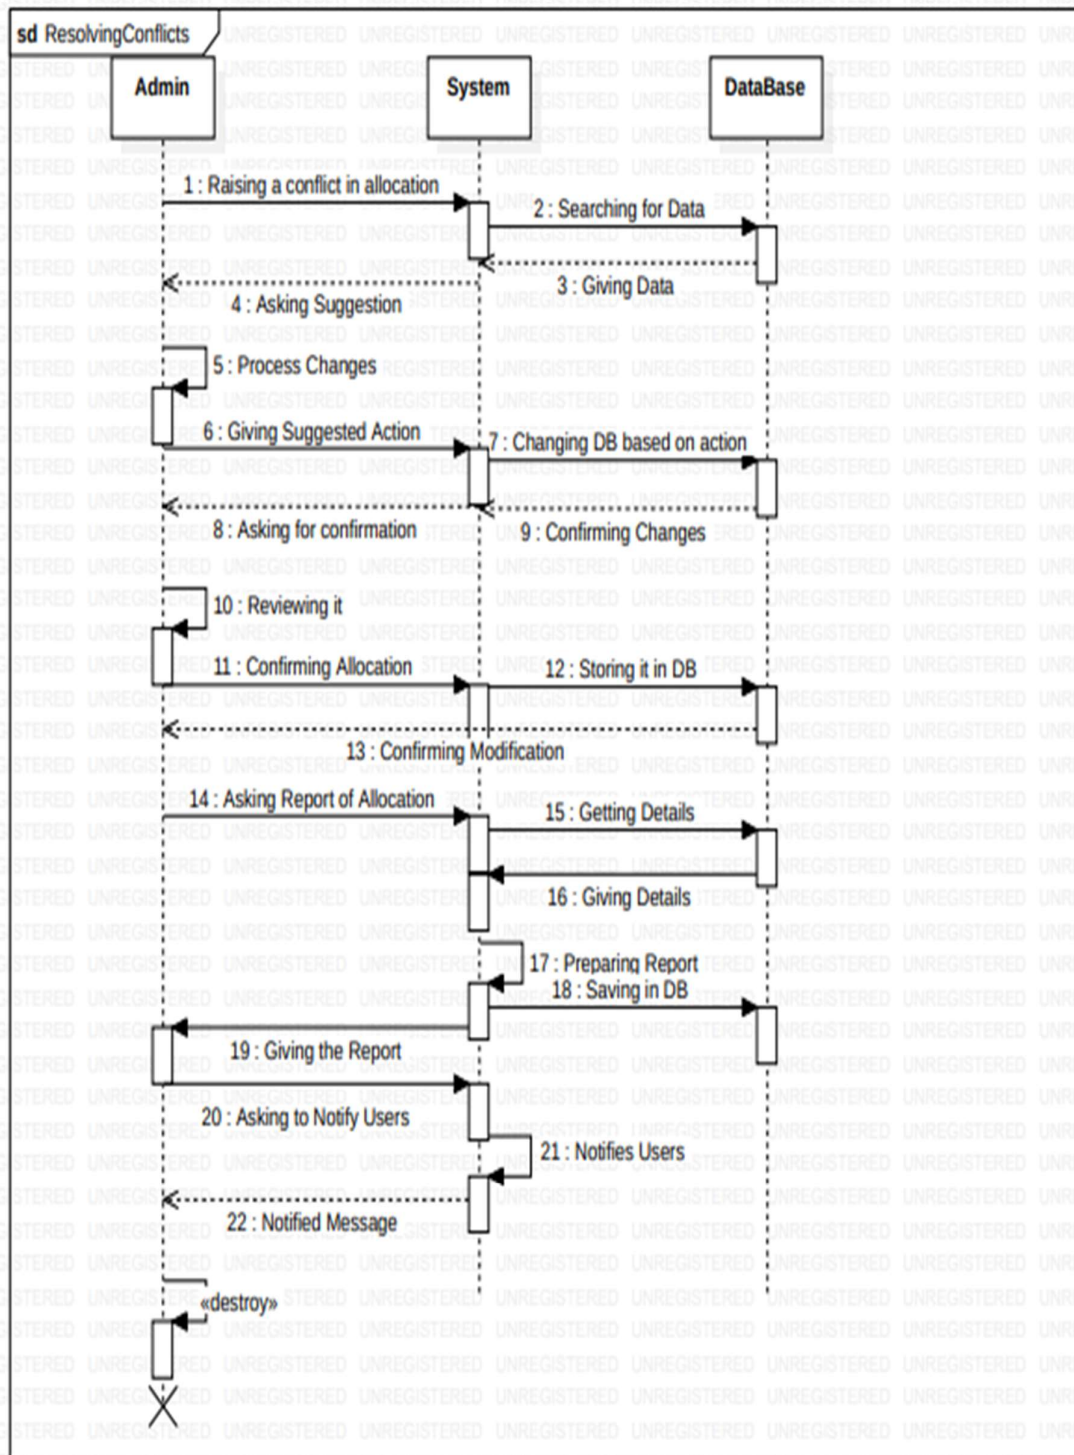 sd ResolvingConflicts
Admin
System
DataBase
1 : Raising a conflict in allocation
2 : Searching for Data
3 : Giving Data
4 : Asking Suggestion
5 : Process Changes
6 : Giving Suggested Action
7 : Changing DB based on action
8 : Asking for confirmation
9 : Confirming Changes
10 : Reviewing it
11 : Confirming Allocation
12 : Storing it in DB
13 : Confirming Modification
14 : Asking Report of Allocation
15 : Getting Details
16 : Giving Details
17 : Preparing Report
18 : Saving in DB
19 : Giving the Report
20 : Asking to Notify Users
21 : Notifies Users
22 : Notified Message
«destroy»
UNREGISTERED